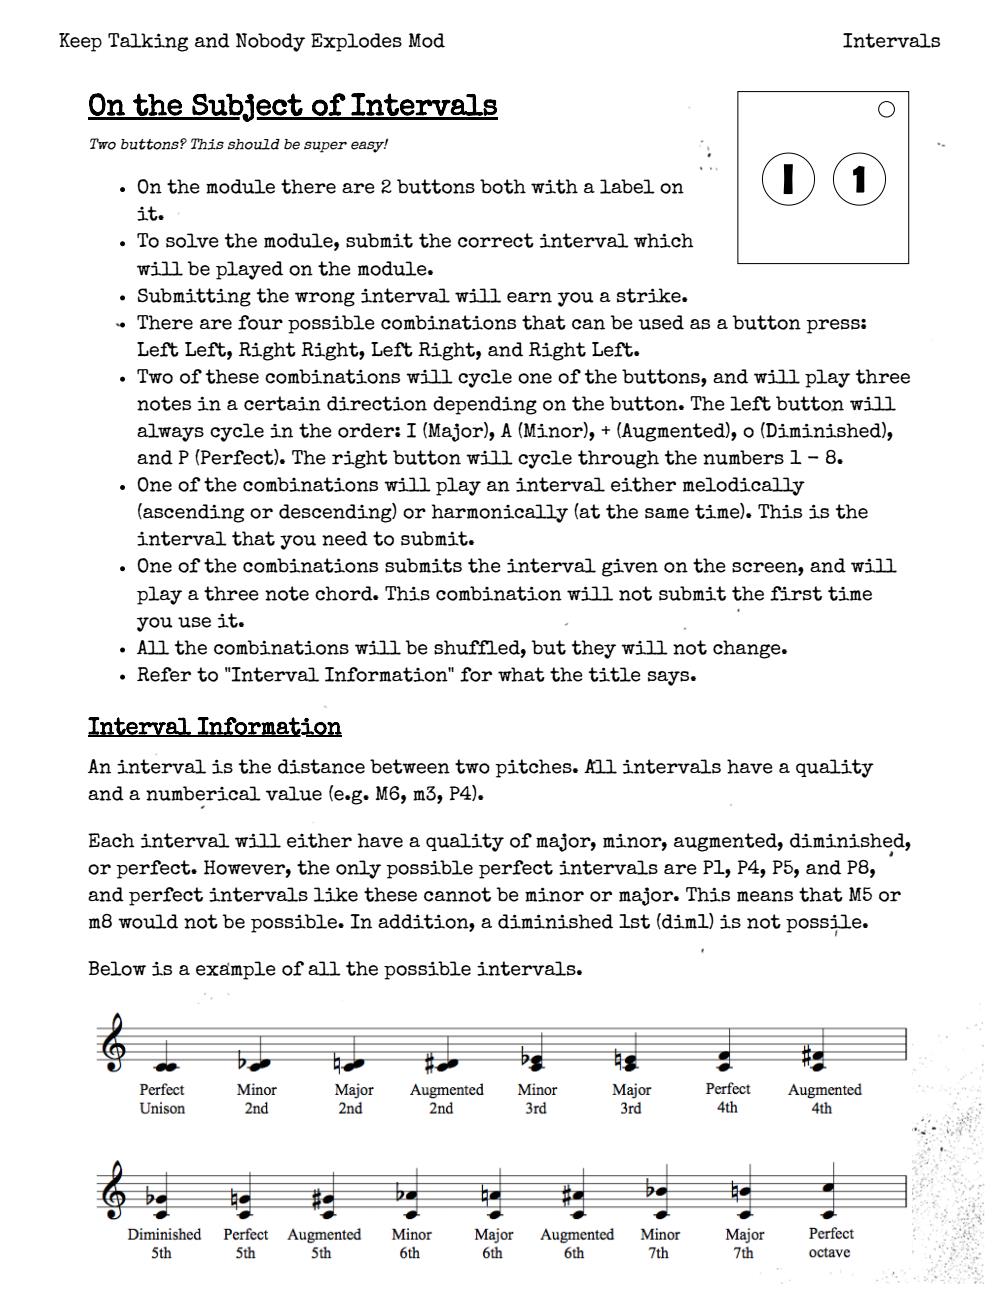 Keep Talking and Nobody Explodes Mod
Intervals
On the Subject of Intervals
Two buttons? This should be super easy!
I 1
• On the module there are 2 buttons both with a label on
it.
• To solve the module, submit the correct interval which
will be played on the module.
• Submitting the wrong interval will earn you a strike.
• There are four possible combinations that can be used as a button press:
Left Left, Right Right, Left Right, and Right Left.
• Two of these combinations will cycle one of the buttons, and will play three
notes in a certain direction depending on the button. The left button will
always cycle in the order: I (Major), A (Minor), + (Augmented), o (Diminished),
and P (Perfect). The right button will cycle through the numbers 1 – 8.
• One of the combinations will play an interval either melodically
(ascending or descending) or harmonically (at the same time). This is the
interval that you need to submit.
• One of the combinations submits the interval given on the screen, and will
play a three note chord. This combination will not submit the first time
you use it.
• All the combinations will be shuffled, but they will not change.
• Refer to "Interval Information" for what the title says.
Interval Information
An interval is the distance between two pitches. All intervals have a quality
and a numberical value (e.g. M6, m3, P4).
Each interval will either have a quality of major, minor, augmented, diminished,
or perfect. However, the only possible perfect intervals are P1, P4, P5, and P8,
and perfect intervals like these cannot be minor or major. This means that M5 or
m8 would not be possible. In addition, a diminished 1st (dim1) is not possile.
Below is a example of all the possible intervals.
Perfect Minor Major Augmented Minor Major Perfect Augmented
Unison 2nd 2nd 2nd 3rd 3rd 4th 4th
Diminished Perfect Augmented Minor Major Augmented Minor Major Perfect
5th 5th 5th 6th 6th 6th 7th 7th octave